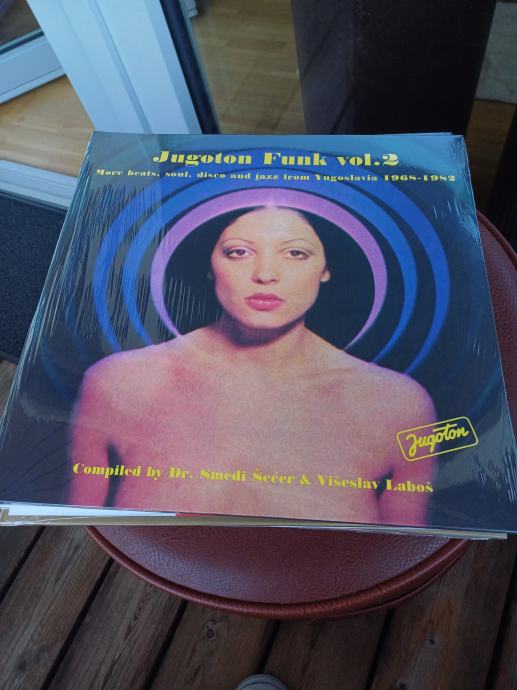 Jugoton Funk vol.2
More beats, soul, disco and jazz from Yugoslavia 1968-1982
Jugoton
Compiled by Dr. Smeđi Šećer & Višeslav Laboš